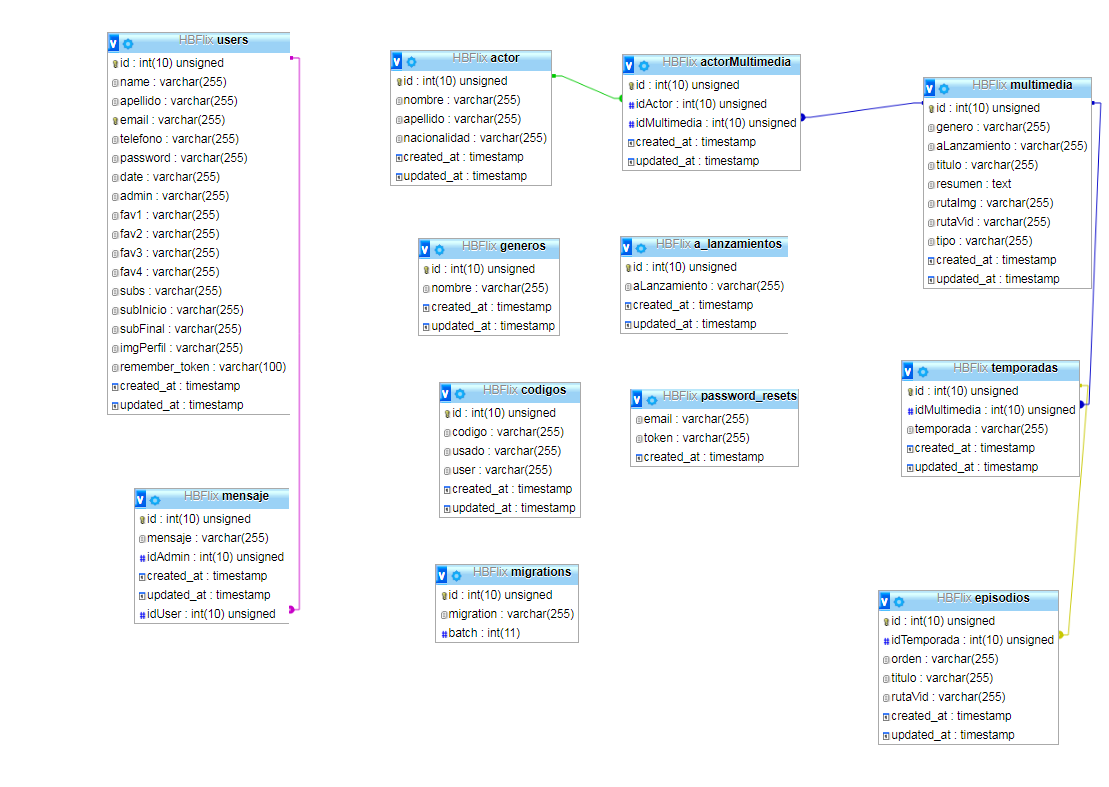 HBFlix users
id : int(10) unsigned
name : varchar(255)
apellido : varchar(255)
email : varchar(255)
telefono : varchar(255)
password : varchar(255)
date : varchar(255)
admin : varchar(255)
fav1 : varchar(255)
fav2 : varchar(255)
fav3 : varchar(255)
fav4 : varchar(255)
subs : varchar(255)
subInicio : varchar(255)
subFinal : varchar(255)
imgPerfil : varchar(255)
remember_token : varchar(100)
created_at : timestamp
updated_at : timestamp
HBFlix mensaje
id : int(10) unsigned
mensaje : varchar(255)
#idAdmin : int(10) unsigned
created_at : timestamp
updated_at : timestamp
#idUser : int(10) unsigned
HBFlix actor
id : int(10) unsigned
nombre : varchar(255)
apellido : varchar(255)
nacionalidad : varchar(255)
created_at : timestamp
updated_at : timestamp
HBFlix generos
id : int(10) unsigned
nombre : varchar(255)
created_at : timestamp
updated_at : timestamp
HBFlix codigos
id : int(10) unsigned
codigo : varchar(255)
usado : varchar(255)
user : varchar(255)
created_at : timestamp
updated_at : timestamp
HBFlix migrations
id : int(10) unsigned
migration : varchar(255)
#batch : int(11)
HBFlix actorMultimedia
id : int(10) unsigned
#idActor : int(10) unsigned
#idMultimedia : int(10) unsigned
created_at : timestamp
updated_at : timestamp
HBFlix a_lanzamientos
id : int(10) unsigned
aLanzamiento : varchar(255)
created_at : timestamp
updated_at : timestamp
HBFlix password_resets
email : varchar(255)
token : varchar(255)
created_at : timestamp
HBFlix multimedia
id : int(10) unsigned
genero : varchar(255)
aLanzamiento : varchar(255)
titulo : varchar(255)
resumen : text
rutaImg : varchar(255)
rutaVid : varchar(255)
tipo : varchar(255)
created_at : timestamp
updated_at : timestamp
HBFlix temporadas
id : int(10) unsigned
#idMultimedia : int(10) unsigned
temporada : varchar(255)
created_at : timestamp
updated_at : timestamp
HBFlix episodios
id : int(10) unsigned
#idTemporada : int(10) unsigned
orden : varchar(255)
titulo : varchar(255)
rutaVid : varchar(255)
created_at : timestamp
updated_at : timestamp